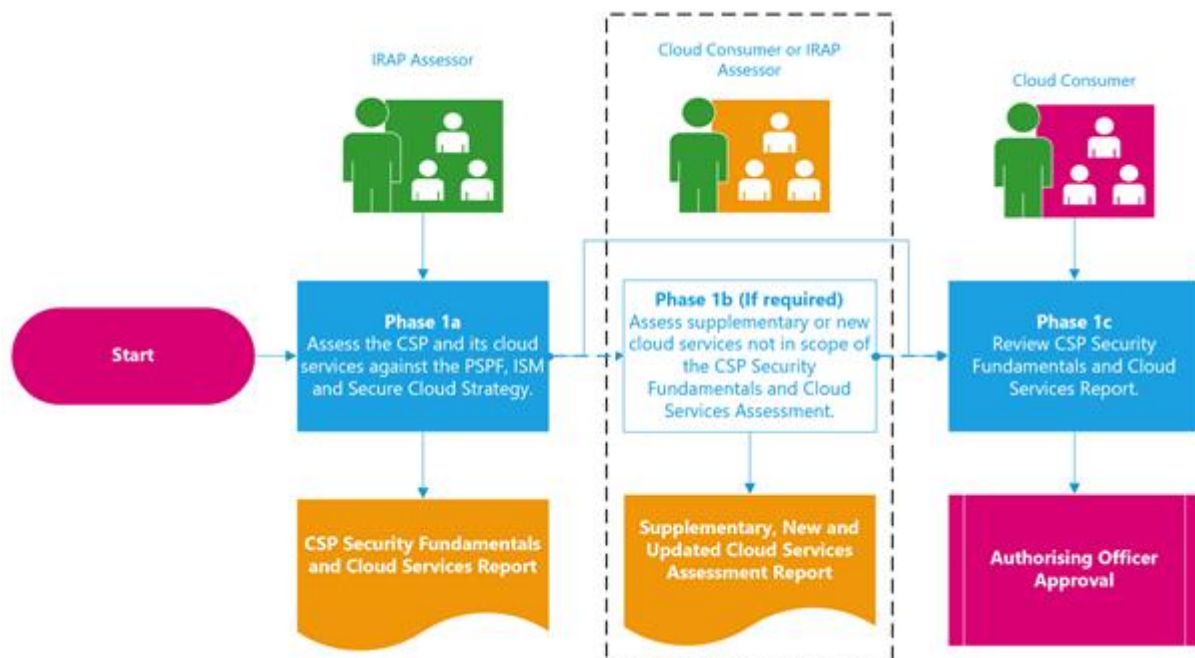 IRAP Assessor
Cloud Consumer or IRAP
Assessor
Cloud Consumer
Start
Phase 1a
Assess the CSP and its cloud
services against the PSPF, ISM
and Secure Cloud Strategy.
Phase 1b (If required)
Assess supplementary or new
cloud services not in scope of
the CSP Security
Fundamentals and Cloud
Services Assessment.
Phase 1c
Review CSP Security
Fundamentals and Cloud
Services Report.
CSP Security Fundamentals
and Cloud Services Report
Supplementary, New and
Updated Cloud Services
Assessment Report
Authorising Officer
Approval